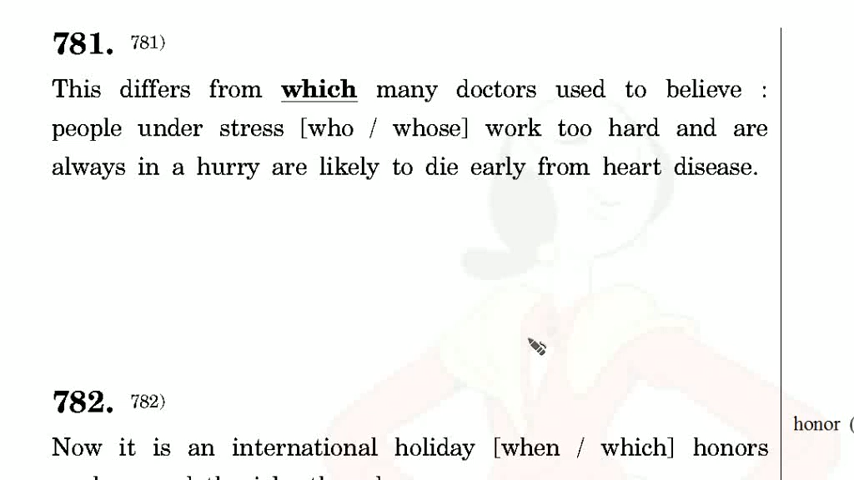 781. 781)
This differs from which many doctors used to believe :
people under stress [who / whose] work too hard and are
always in a hurry are likely to die early from heart disease.
782. 782)
honor (
Now it is an international holiday [when / which] honors